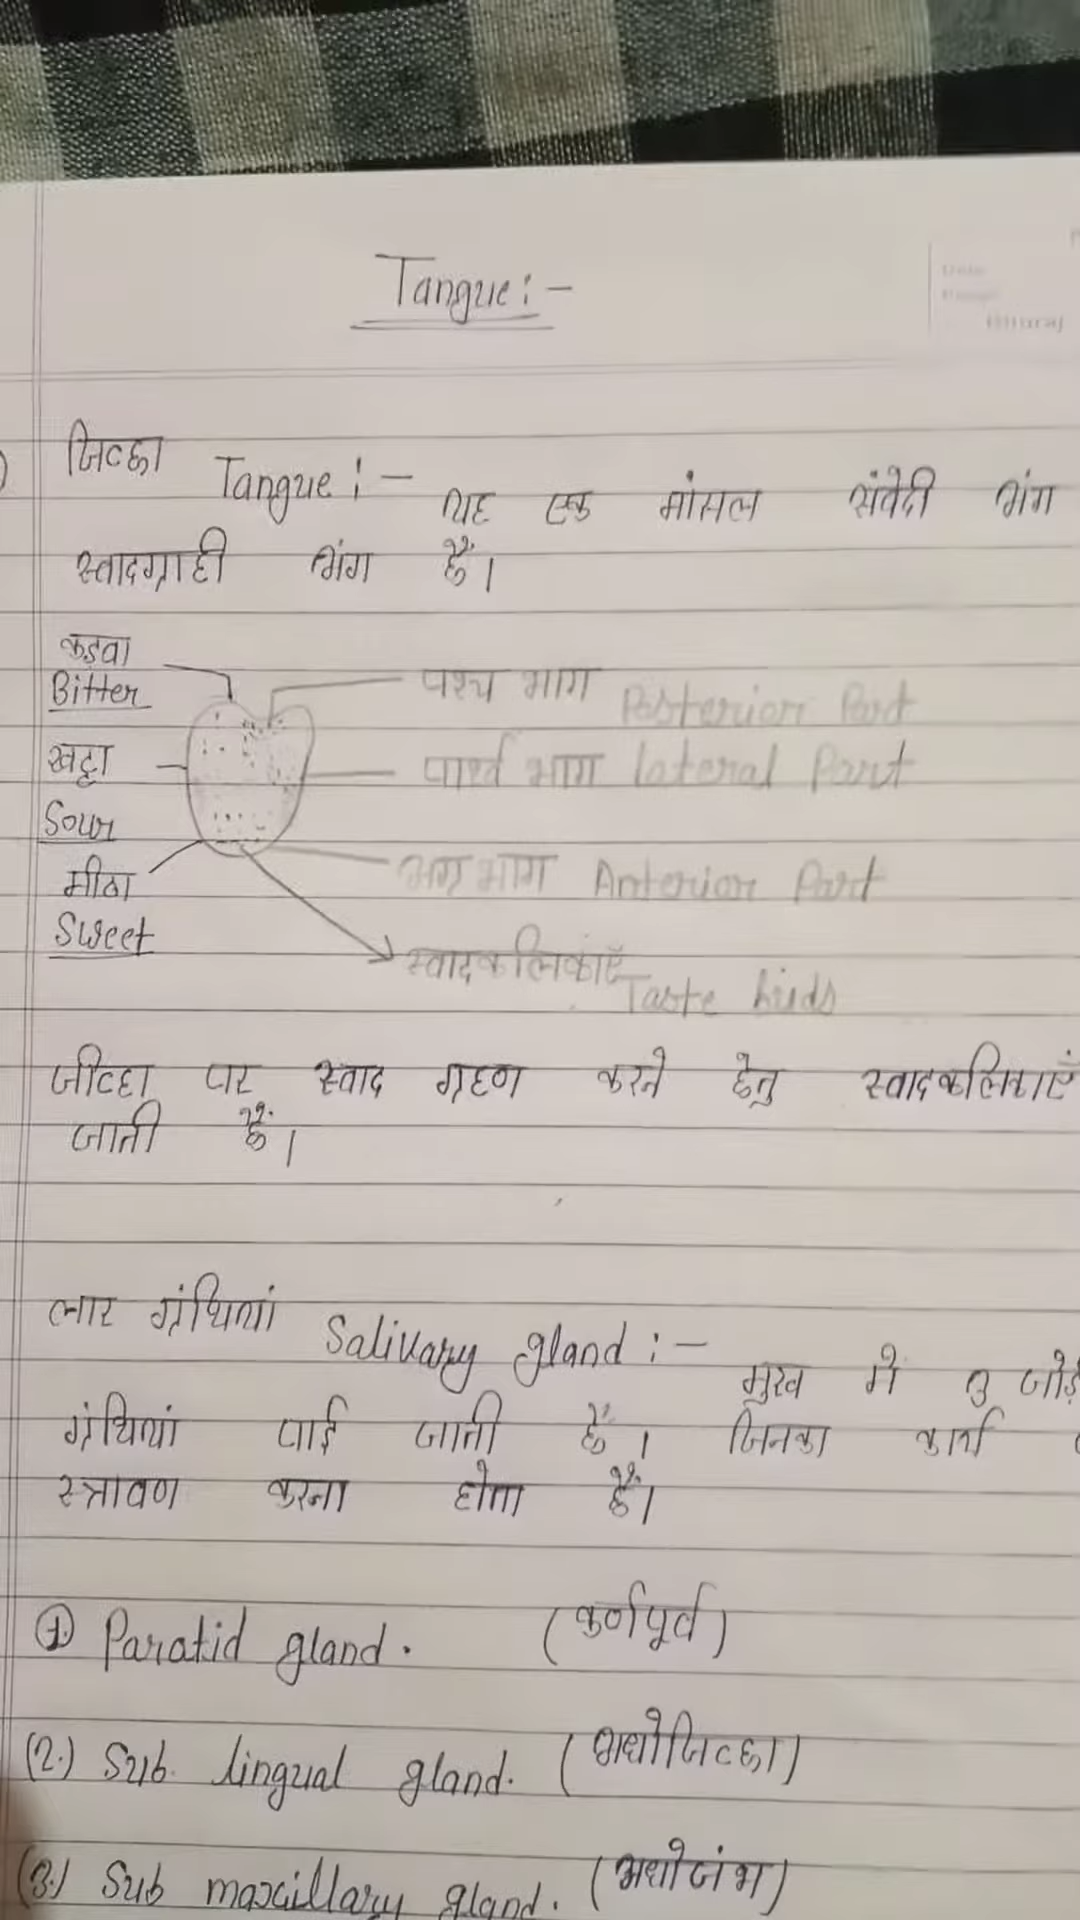 Tangue:-
जिव्हा Tangue:- यह एक मांसल संवेदी अंग
स्वादग्राही अंग हैं।
कड़वा
Bitter
पश्च भाग Posterior Part
खट्टा
पार्श्व भाग lateral Part
Sour
मीठा
अग्र भाग Anterior Part
Sweet
स्वादकलिकाएँ Taste buds
जीव्हा पर स्वाद ग्रहण करने हेतु स्वादकलिकाएँ
जाती हैं।
लार ग्रंथियां Salivary gland:- मुख मे 3 जोड़
ग्रंथियां पाई जाती हैं। जिनका कार्य
स्त्रावण करना होता हैं।
1. Paratid gland. (कर्णपूर्व)
(2.) Sub lingual gland. (अधोजिव्हा)
(3.) Sub maxillary gland. (अधोजंभ)